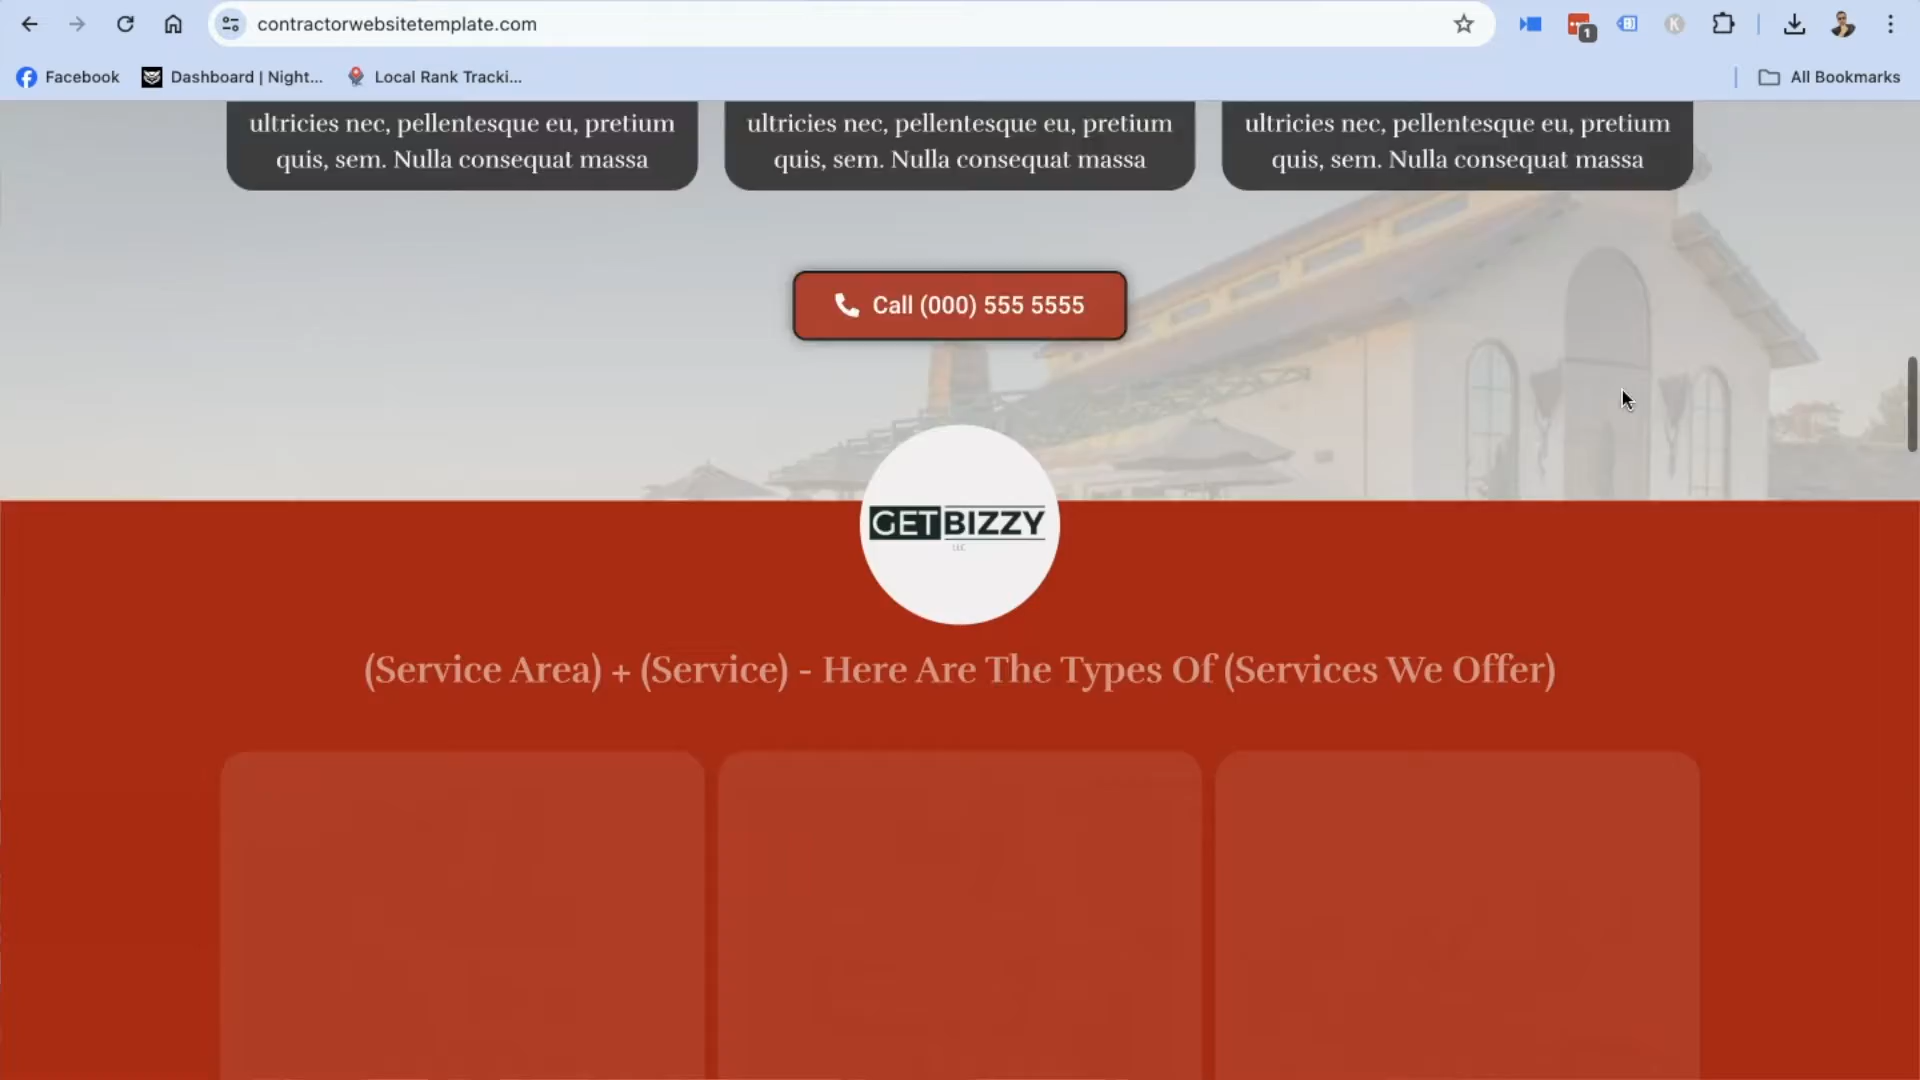 contractorwebsitetemplate.com
1
K
Facebook
Dashboard | Night...
Local Rank Tracki...
All Bookmarks
ultricies nec, pellentesque eu, pretium
quis, sem. Nulla consequat massa
ultricies nec, pellentesque eu, pretium
quis, sem. Nulla consequat massa
ultricies nec, pellentesque eu, pretium
quis, sem. Nulla consequat massa
Call (000) 555 5555
GETBIZZY
LLC
(Service Area) + (Service) - Here Are The Types Of (Services We Offer)